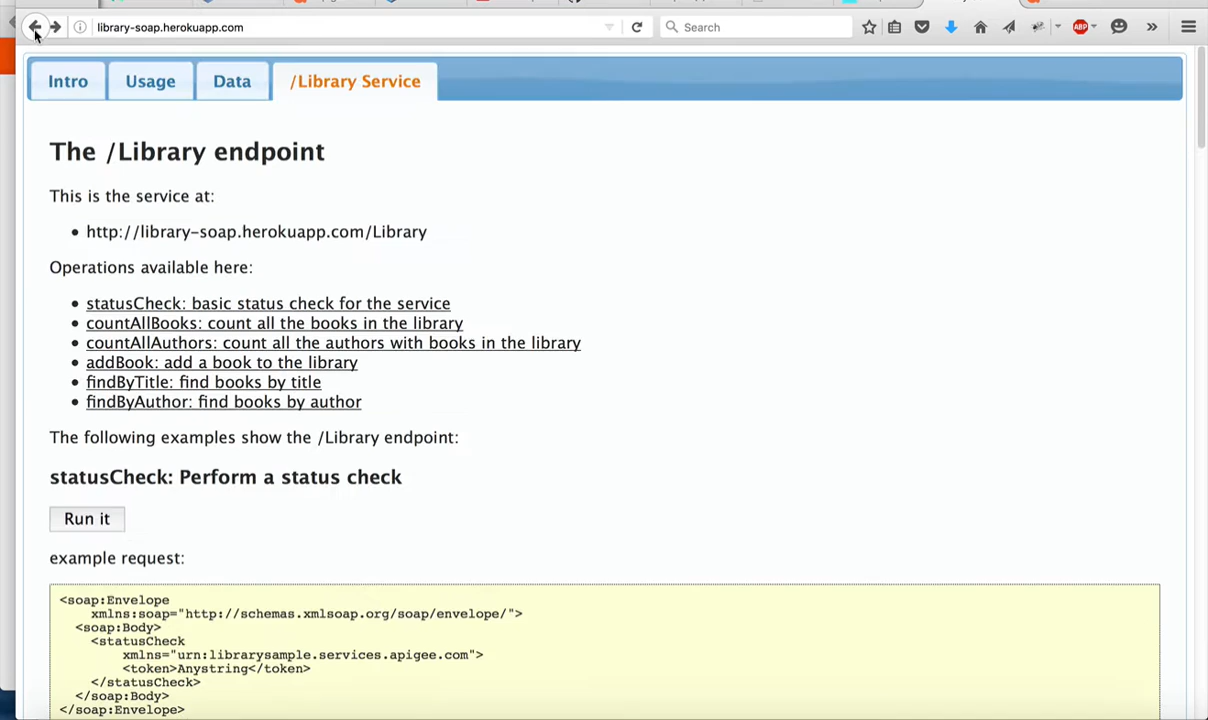 library-soap.herokuapp.com
Search
ABP
Intro
Usage
Data
/Library Service
The /Library endpoint
This is the service at:
• http://library-soap.herokuapp.com/Library
Operations available here:
• statusCheck: basic status check for the service
• countAllBooks: count all the books in the library
• countAllAuthors: count all the authors with books in the library
• addBook: add a book to the library
• findByTitle: find books by title
• findByAuthor: find books by author
The following examples show the /Library endpoint:
statusCheck: Perform a status check
Run it
example request:
<soap:Envelope
xmlns:soap="http://schemas.xmlsoap.org/soap/envelope/">
<soap:Body>
<statusCheck
xmlns="urn:librarysample.services.apigee.com">
<token>Anystring</token>
</statusCheck>
</soap:Body>
</soap:Envelope>